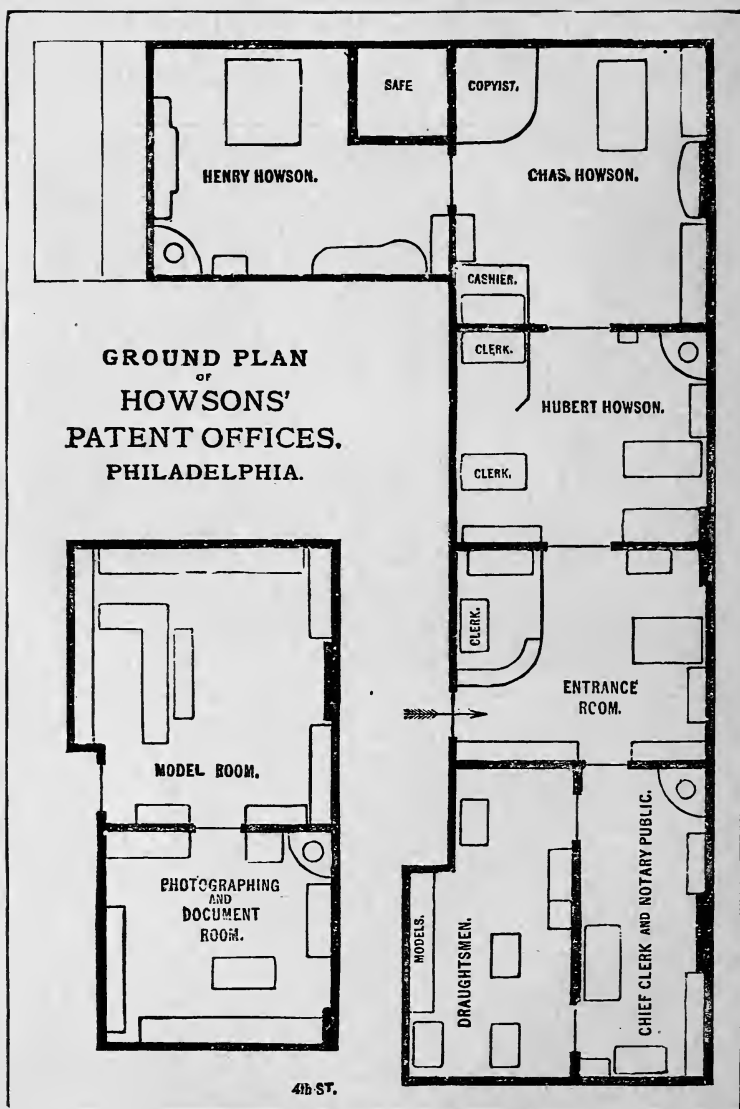 SAFE
COPYIST.
HENRY HOWSON.
CHAS. HOWSON.
CASHIER.
GROUND PLAN
OF
HOWSONS'
PATENT OFFICES.
PHILADELPHIA.
CLERK.
HUBERT HOWSON.
CLERK.
CLERK.
ENTRANCE
ROOM.
MODEL ROOM.
PHOTOGRAPHING
AND
DOCUMENT
ROOM.
MODELS.
DRAUGHTSMEN.
CHIEF CLERK AND NOTARY PUBLIC.
4th ST.